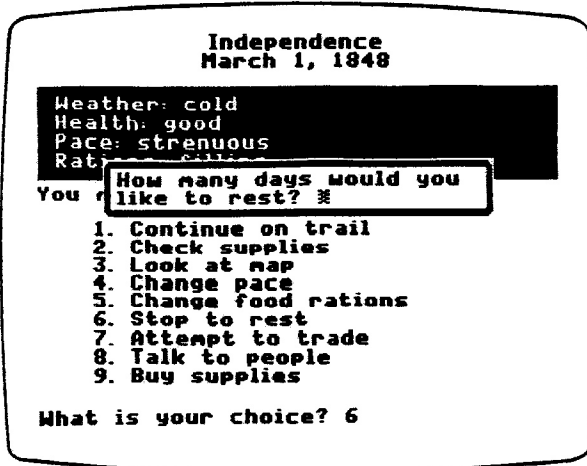 Independence
March 1, 1848
Weather: cold
Health: good
Pace: strenuous
How many days would you
You
like to rest?
1. Continue on trail
2. Check supplies
3. Look at map
4. Change pace
5. Change food rations
6. Stop to rest
7. Attempt to trade
8. Talk to people
9. Buy supplies
What is your choice? 6